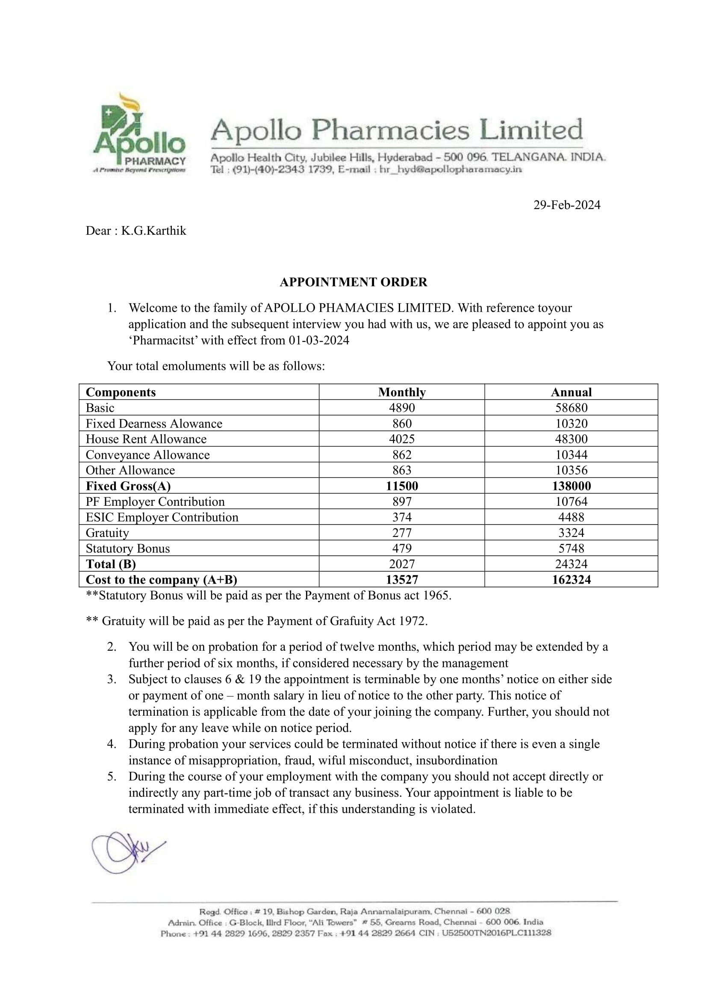 Apollo
PHARMACY
A Promise Beyond Prescriptions
Apollo Pharmacies Limited
Apollo Health City, Jubilee Hills, Hyderabad – 500 096. TELANGANA. INDIA.
Tel : (91)-(40)-2343 1739, E-mail : hr_hyd@apollopharamacy.in
29-Feb-2024
Dear : K.G.Karthik
APPOINTMENT ORDER
1. Welcome to the family of APOLLO PHAMACIES LIMITED. With reference toyour
application and the subsequent interview you had with us, we are pleased to appoint you as
‘Pharmacitst’ with effect from 01-03-2024
Your total emoluments will be as follows:
Components Monthly Annual
Basic 4890 58680
Fixed Dearness Alowance 860 10320
House Rent Allowance 4025 48300
Conveyance Allowance 862 10344
Other Allowance 863 10356
Fixed Gross(A) 11500 138000
PF Employer Contribution 897 10764
ESIC Employer Contribution 374 4488
Gratuity 277 3324
Statutory Bonus 479 5748
Total (B) 2027 24324
Cost to the company (A+B) 13527 162324
**Statutory Bonus will be paid as per the Payment of Bonus act 1965.
** Gratuity will be paid as per the Payment of Grafuity Act 1972.
2. You will be on probation for a period of twelve months, which period may be extended by a
further period of six months, if considered necessary by the management
3. Subject to clauses 6 & 19 the appointment is terminable by one months’ notice on either side
or payment of one – month salary in lieu of notice to the other party. This notice of
termination is applicable from the date of your joining the company. Further, you should not
apply for any leave while on notice period.
4. During probation your services could be terminated without notice if there is even a single
instance of misappropriation, fraud, wiful misconduct, insubordination
5. During the course of your employment with the company you should not accept directly or
indirectly any part-time job of transact any business. Your appointment is liable to be
terminated with immediate effect, if this understanding is violated.
Regd. Office : # 19, Bishop Garden, Raja Annamalaipuram, Chennai - 600 028.
Admin. Office : G-Block, IIIrd Floor, “Ali Towers” # 55, Greams Road, Chennai - 600 006. India
Phone : +91 44 2829 1696, 2829 2357 Fax : +91 44 2829 2664 CIN : U52500TN2016PLC111328